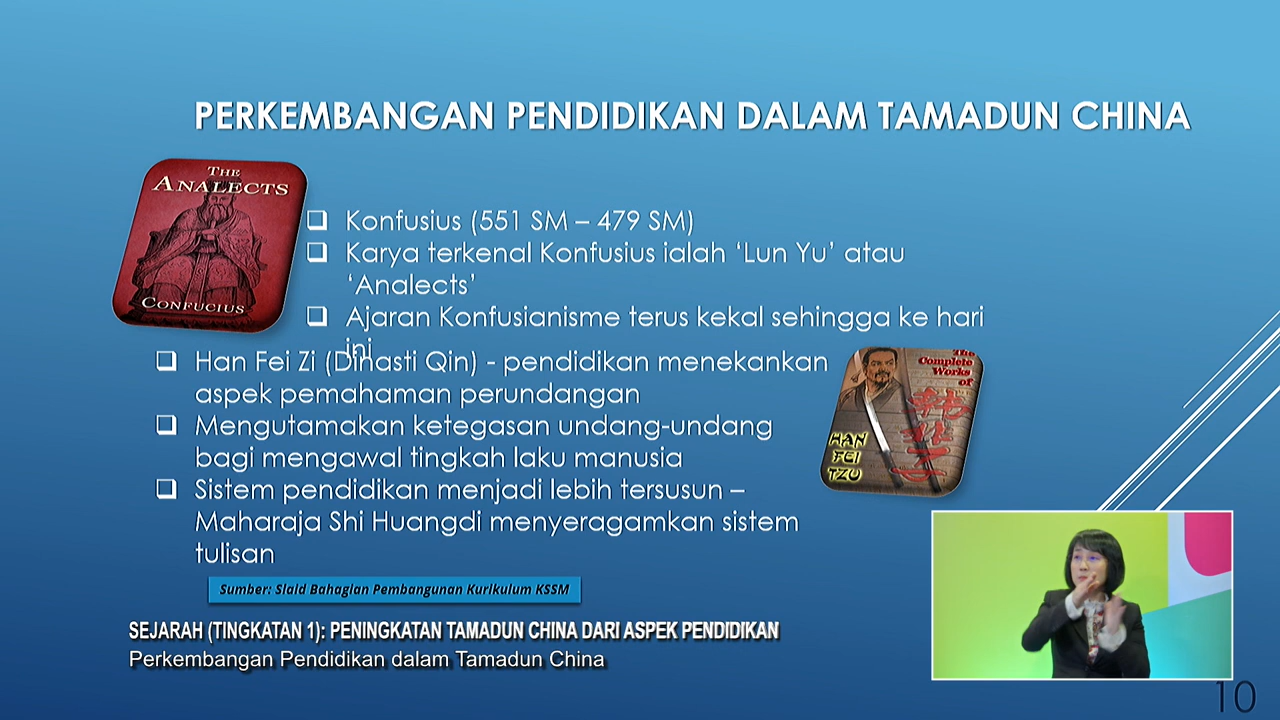 PERKEMBANGAN PENDIDIKAN DALAM TAMADUN CHINA
THE
ANALECTS
CONFUCIUS
❑ Konfusius (551 SM – 479 SM)
❑ Karya terkenal Konfusius ialah ‘Lun Yu’ atau
‘Analects’
❑ Ajaran Konfusianisme terus kekal sehingga ke hari
ini
❑ Han Fei Zi (Dinasti Qin) - pendidikan menekankan
aspek pemahaman perundangan
❑ Mengutamakan ketegasan undang-undang
bagi mengawal tingkah laku manusia
❑ Sistem pendidikan menjadi lebih tersusun –
Maharaja Shi Huangdi menyeragamkan sistem
tulisan
The
Complete
Works
of
韩非子
HAN
FEI
TZU
Sumber: Slaid Bahagian Pembangunan Kurikulum KSSM
SEJARAH (TINGKATAN 1): PENINGKATAN TAMADUN CHINA DARI ASPEK PENDIDIKAN
Perkembangan Pendidikan dalam Tamadun China
10